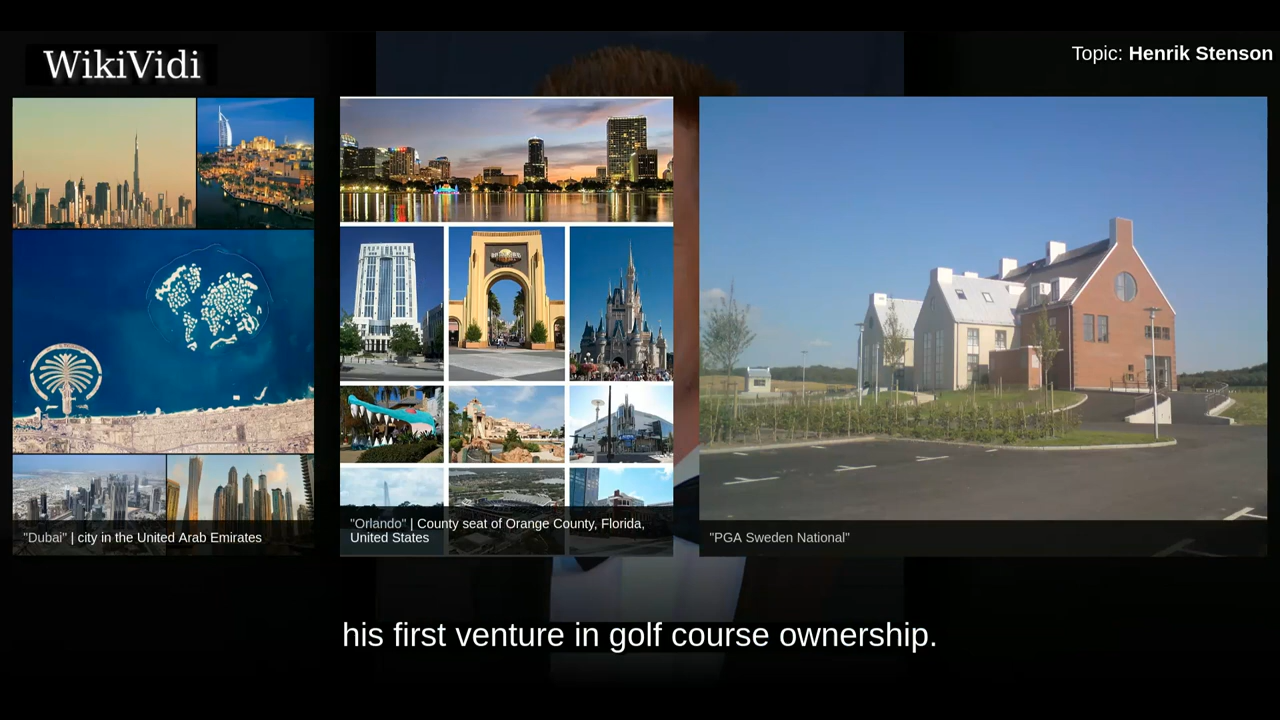 WikiVidi
Topic: Henrik Stenson
"Dubai" | city in the United Arab Emirates
"Orlando" | County seat of Orange County, Florida,
United States
"PGA Sweden National"
his first venture in golf course ownership.